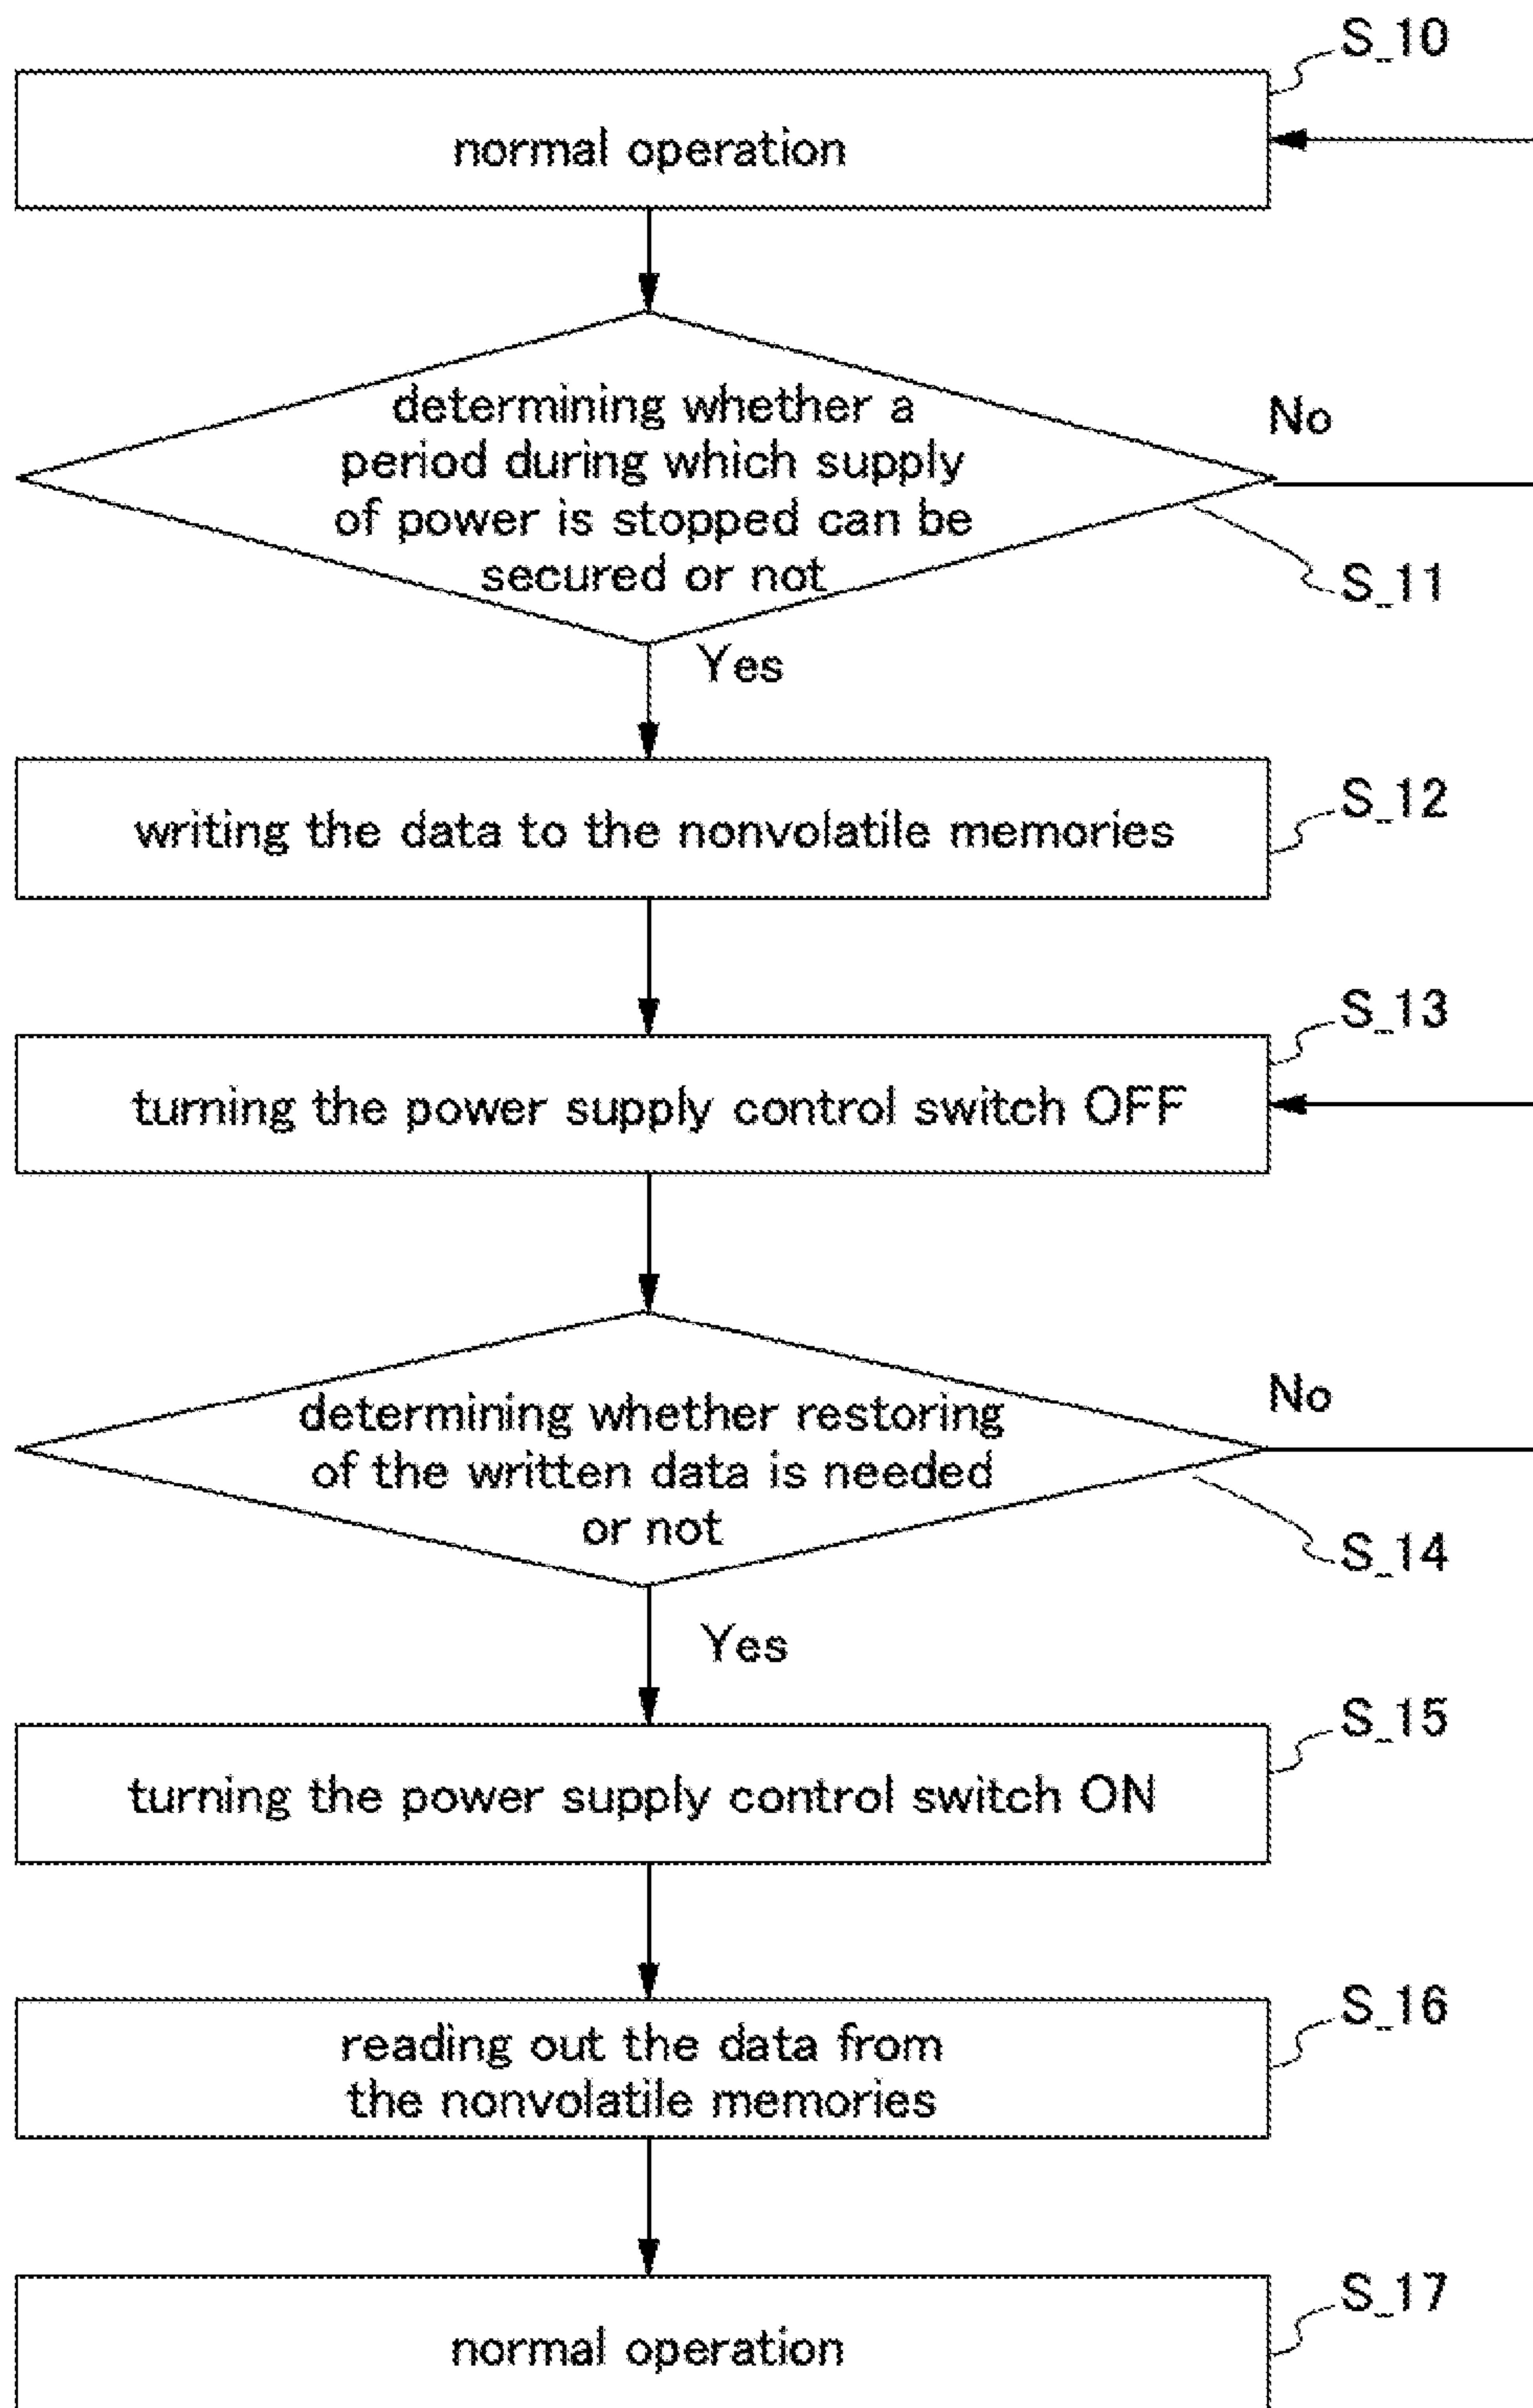 S_10
normal operation
determining whether a
period during which supply
of power is stopped can be
secured or not
No
S_11
Yes
S_12
writing the data to the nonvolatile memories
S_13
turning the power supply control switch OFF
determining whether restoring
of the written data is needed
or not
No
S_14
Yes
S_15
turning the power supply control switch ON
S_16
reading out the data from
the nonvolatile memories
S_17
normal operation